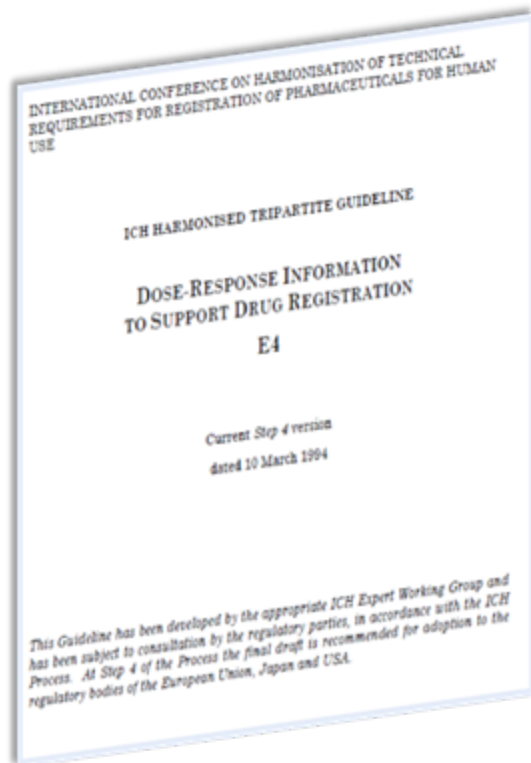 INTERNATIONAL CONFERENCE ON HARMONISATION OF TECHNICAL
REQUIREMENTS FOR REGISTRATION OF PHARMACEUTICALS FOR HUMAN
USE
ICH HARMONISED TRIPARTITE GUIDELINE
DOSE-RESPONSE INFORMATION
TO SUPPORT DRUG REGISTRATION
E4
Current Step 4 version
dated 10 March 1994
This Guideline has been developed by the appropriate ICH Expert Working Group and
has been subject to consultation by the regulatory parties, in accordance with the ICH
Process. At Step 4 of the Process the final draft is recommended for adoption to the
regulatory bodies of the European Union, Japan and USA.